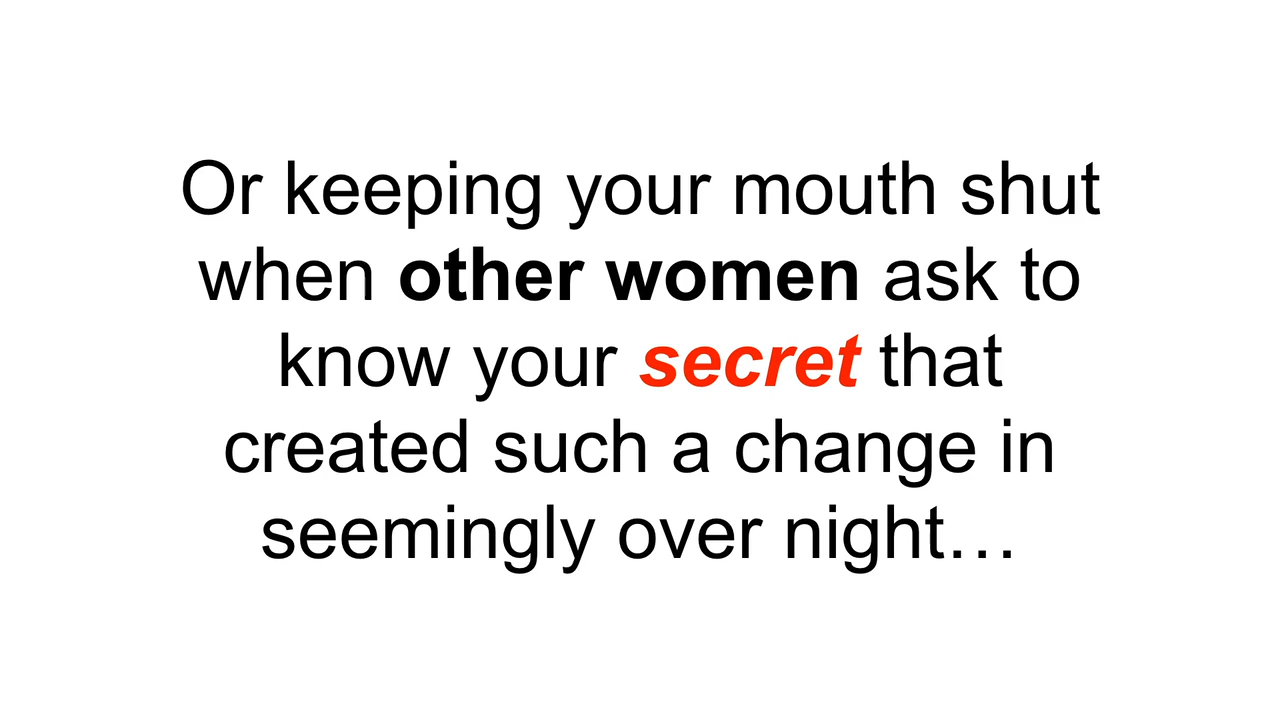 Or keeping your mouth shut
when other women ask to
know your secret that
created such a change in
seemingly over night…